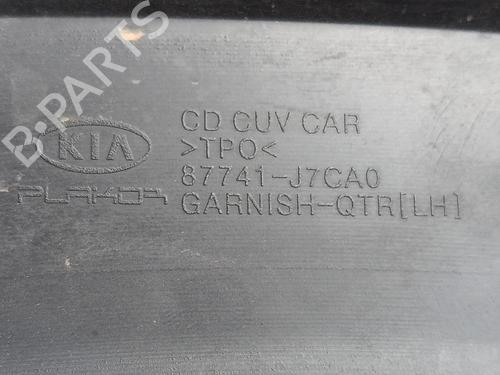 B-PARTS
KIA
PLAKOR
CD CUV CAR
>TPO<
87741-J7CA0
GARNISH-QTR[LH]